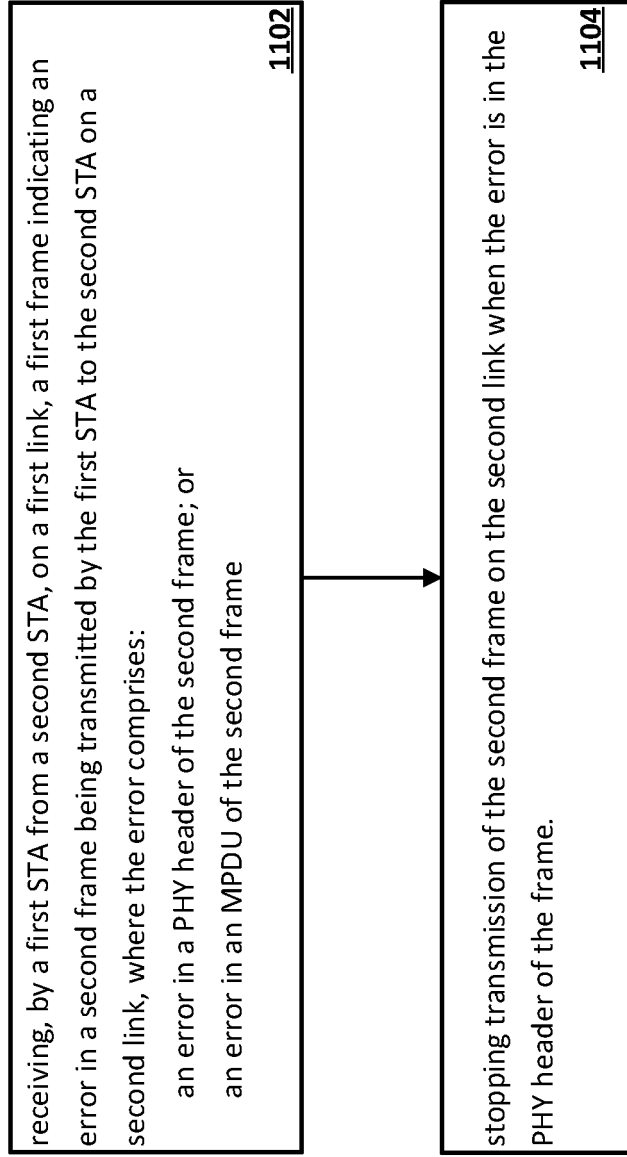 receiving, by a first STA from a second STA, on a first link, a first frame indicating an
error in a second frame being transmitted by the first STA to the second STA on a
second link, where the error comprises:
an error in a PHY header of the second frame; or
an error in an MPDU of the second frame
1102
stopping transmission of the second frame on the second link when the error is in the
PHY header of the frame.
1104